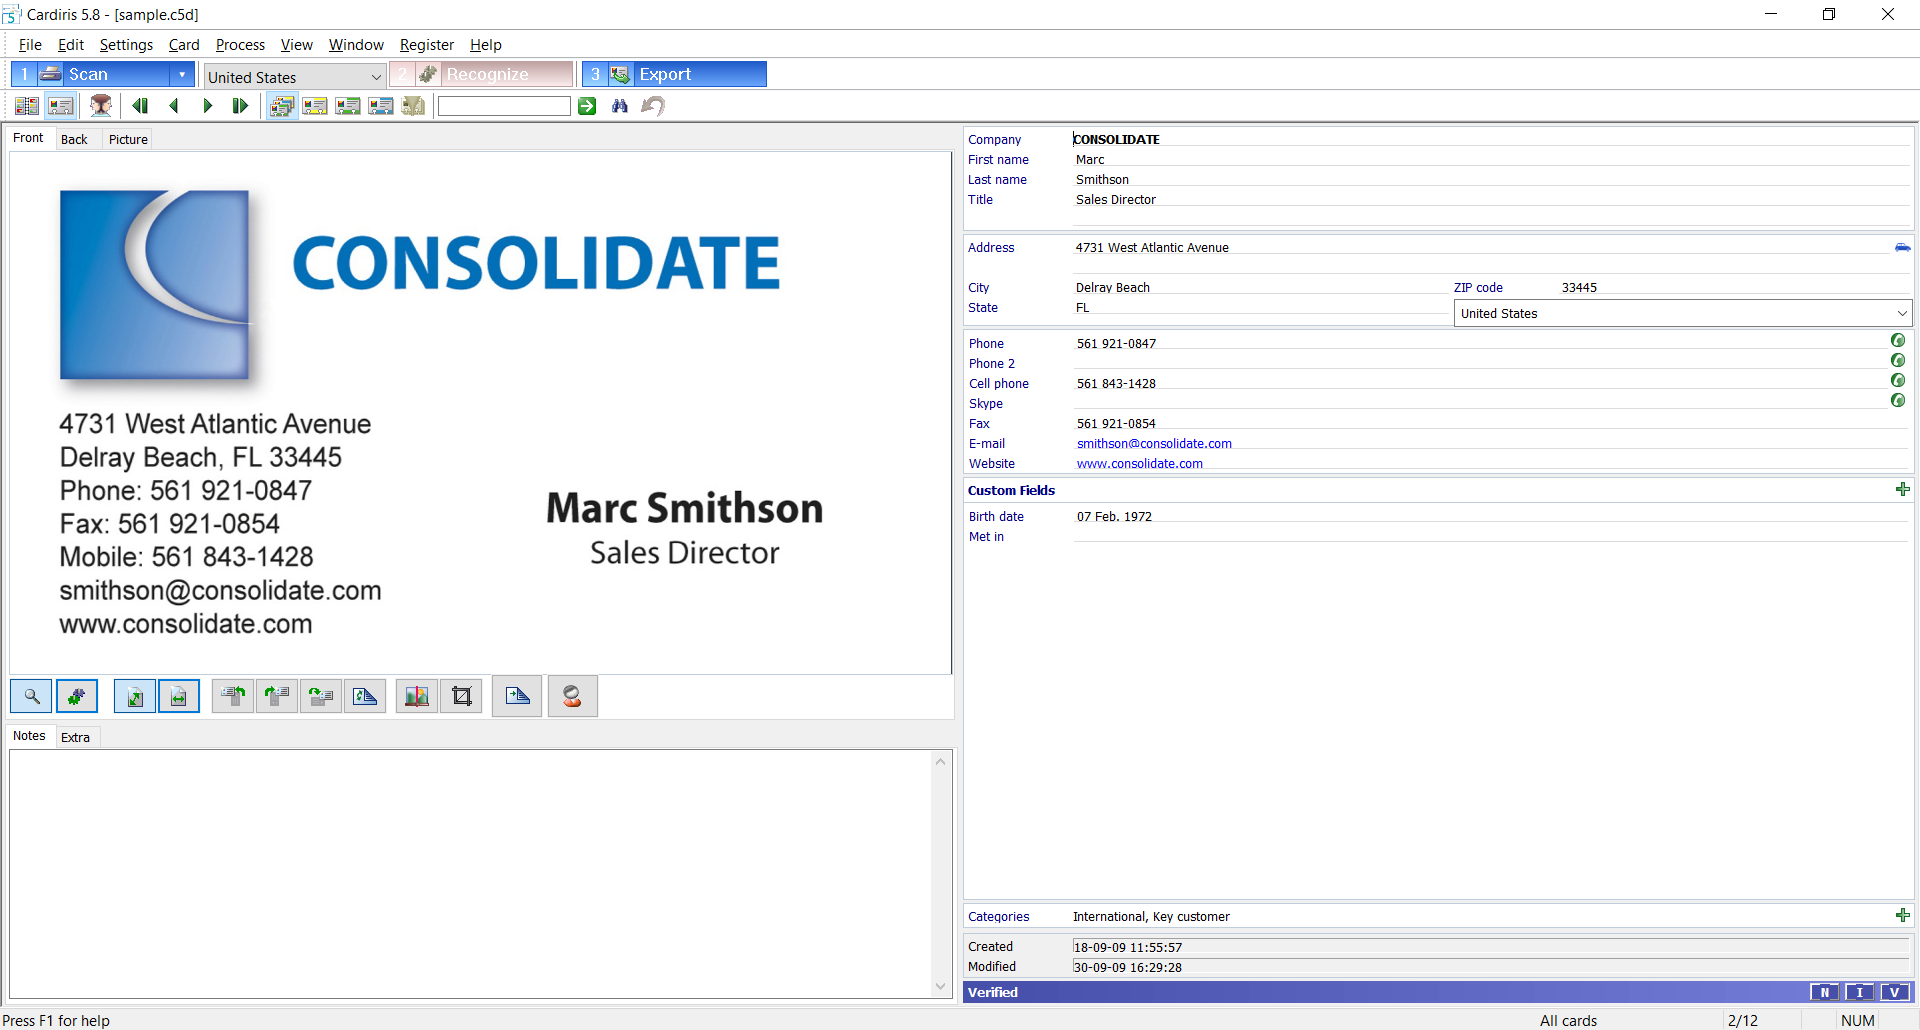 Cardiris 5.8 - [sample.c5d]
File Edit Settings Card Process View Window Register Help
1 Scan United States 2 Recognize 3 Export
Front Back Picture
CONSOLIDATE
4731 West Atlantic Avenue
Delray Beach, FL 33445
Phone: 561 921-0847
Fax: 561 921-0854
Mobile: 561 843-1428
smithson@consolidate.com
www.consolidate.com
Marc Smithson
Sales Director
Notes Extra
Company CONSOLIDATE
First name Marc
Last name Smithson
Title Sales Director
Address 4731 West Atlantic Avenue
City Delray Beach ZIP code 33445
State FL United States
Phone 561 921-0847
Phone 2
Cell phone 561 843-1428
Skype
Fax 561 921-0854
E-mail smithson@consolidate.com
Website www.consolidate.com
Custom Fields
Birth date 07 Feb. 1972
Met in
Categories International, Key customer
Created 18-09-09 11:55:57
Modified 30-09-09 16:29:28
Verified N I V
Press F1 for help All cards 2/12 NUM